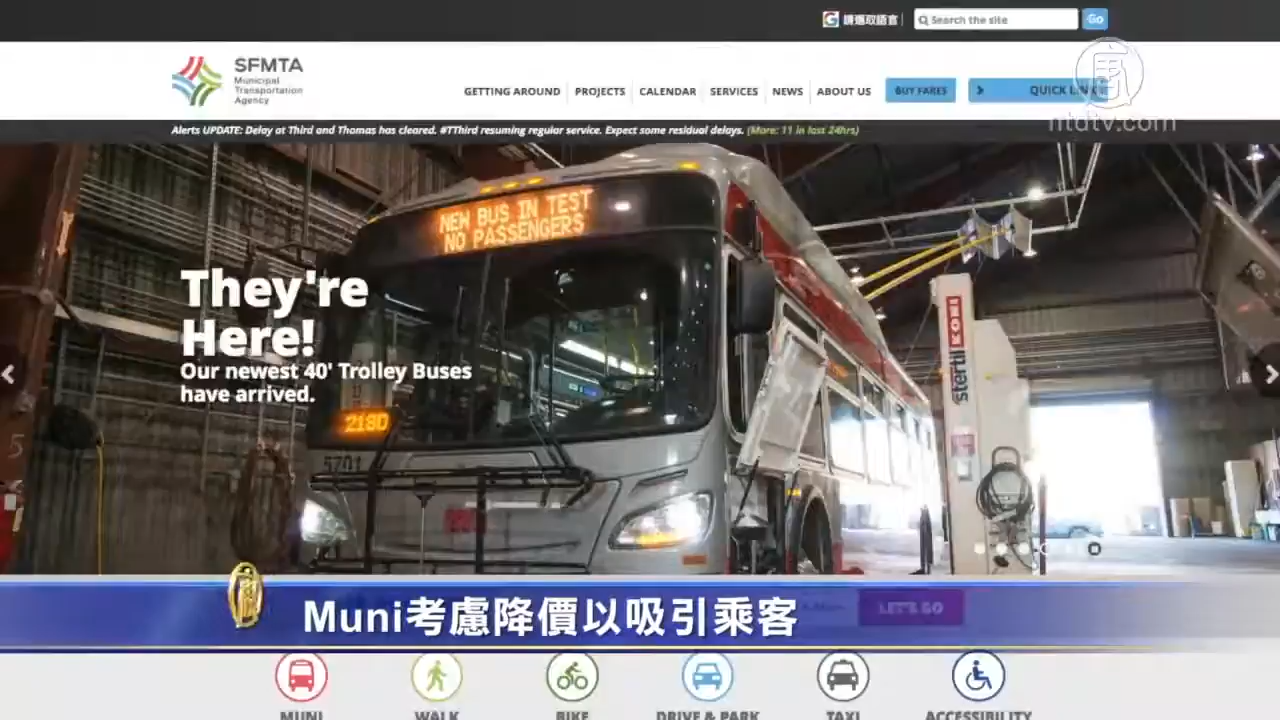 請選取語言
Search the site
Go
SFMTA
Municipal
Transportation
Agency
GETTING AROUND
PROJECTS
CALENDAR
SERVICES
NEWS
ABOUT US
BUY FARES
QUICK LINKS
ntdtv.com
Alerts UPDATE: Delay at Third and Thomas has cleared. #TThird resuming regular service. Expect some residual delays. (More: 11 in last 24hrs)
NEW BUS IN TEST
NO PASSENGERS
They're
Here!
Our newest 40' Trolley Buses
have arrived.
218D
5701
stertil KONI
Muni考慮降價以吸引乘客
LET'S GO
MUNI
WALK
BIKE
DRIVE & PARK
TAXI
ACCESSIBILITY